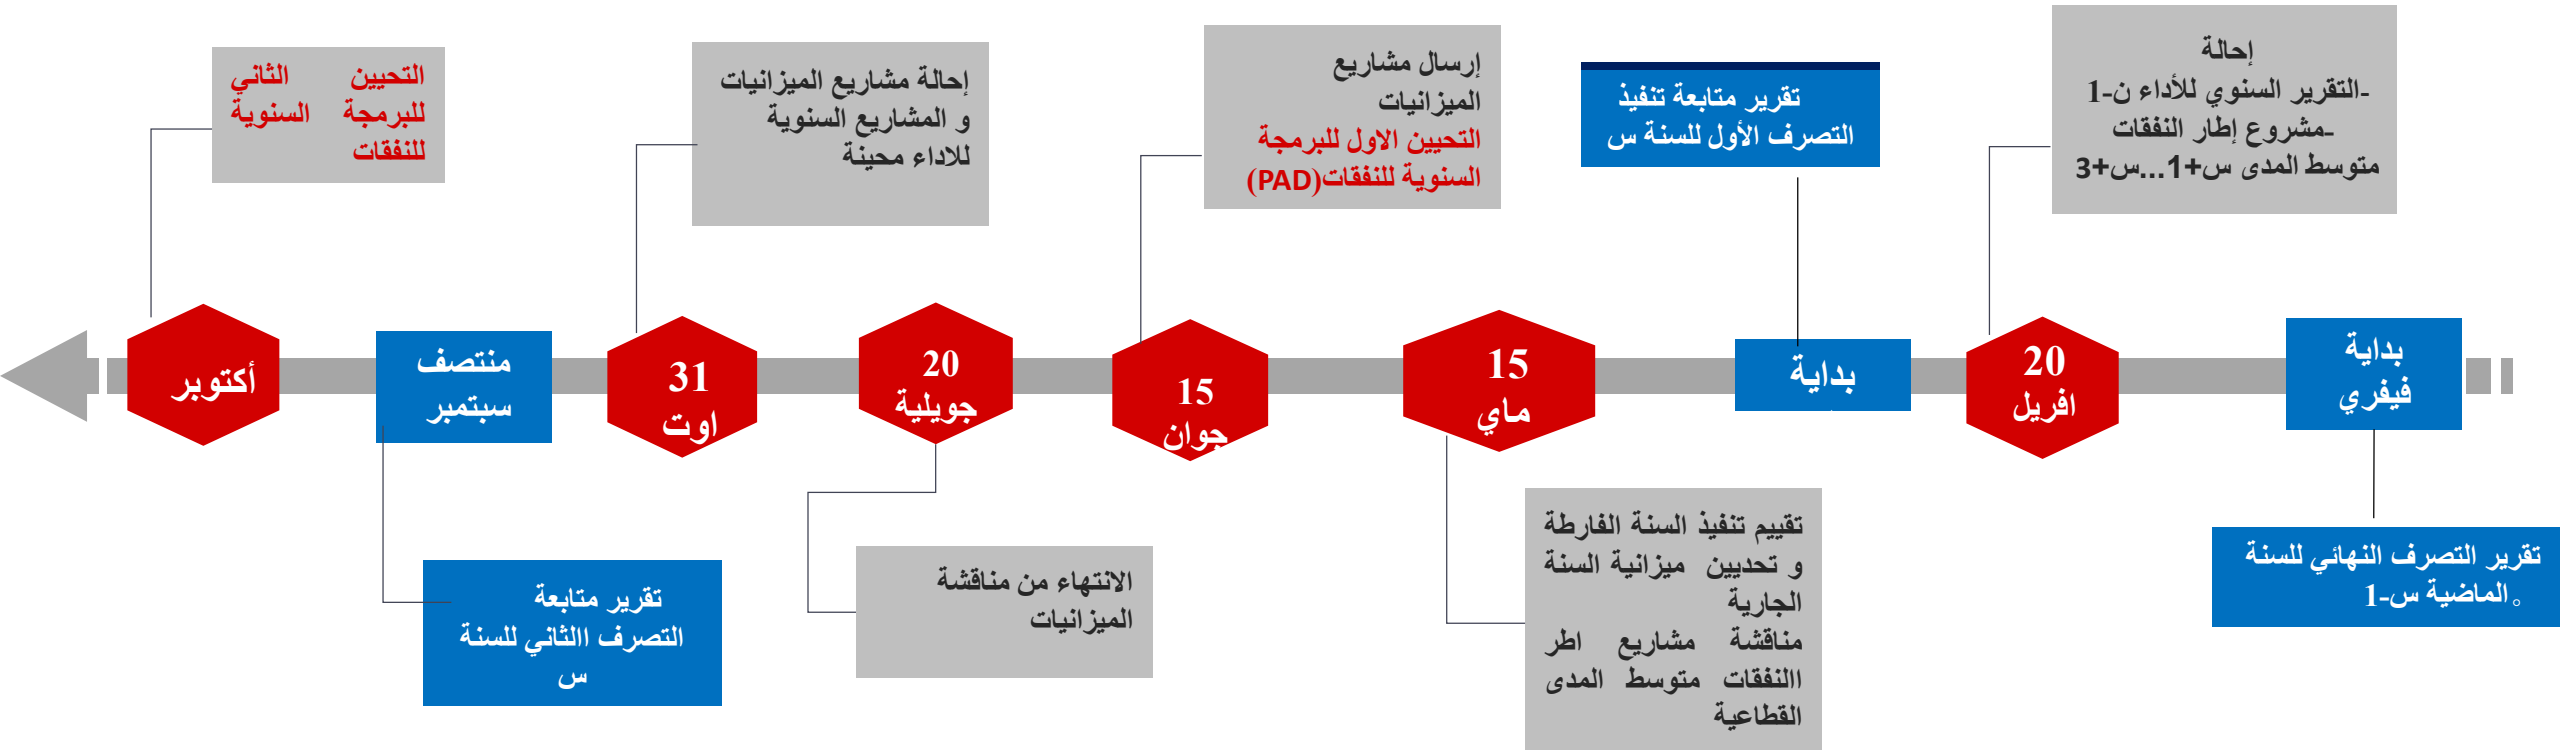 إحالة
-التقرير السنوي للأداء ن-1
-مشروع إطار النفقات
متوسط المدى س+1...س+3
تقرير متابعة تنفيذ
التصرف الأول للسنة س
إرسال مشاريع
الميزانيات
التحيين الاول للبرمجة
السنوية للنفقات(PAD)
إحالة مشاريع الميزانيات
و المشاريع السنوية
للاداء محينة
التحيين الثاني
للبرمجة السنوية
للنفقات
بداية
فيفري
20
افريل
بداية
15
ماي
15
جوان
20
جويلية
31
اوت
منتصف
سبتمبر
أكتوبر
تقرير التصرف النهائي للسنة
الماضية س-1 。
تقييم تنفيذ السنة الفارطة
و تحديين ميزانية السنة
الجارية
مناقشة مشاريع اطر
االنفقات متوسط المدى
القطاعية
الانتهاء من مناقشة
الميزانيات
تقرير متابعة
التصرف االثاني للسنة
س